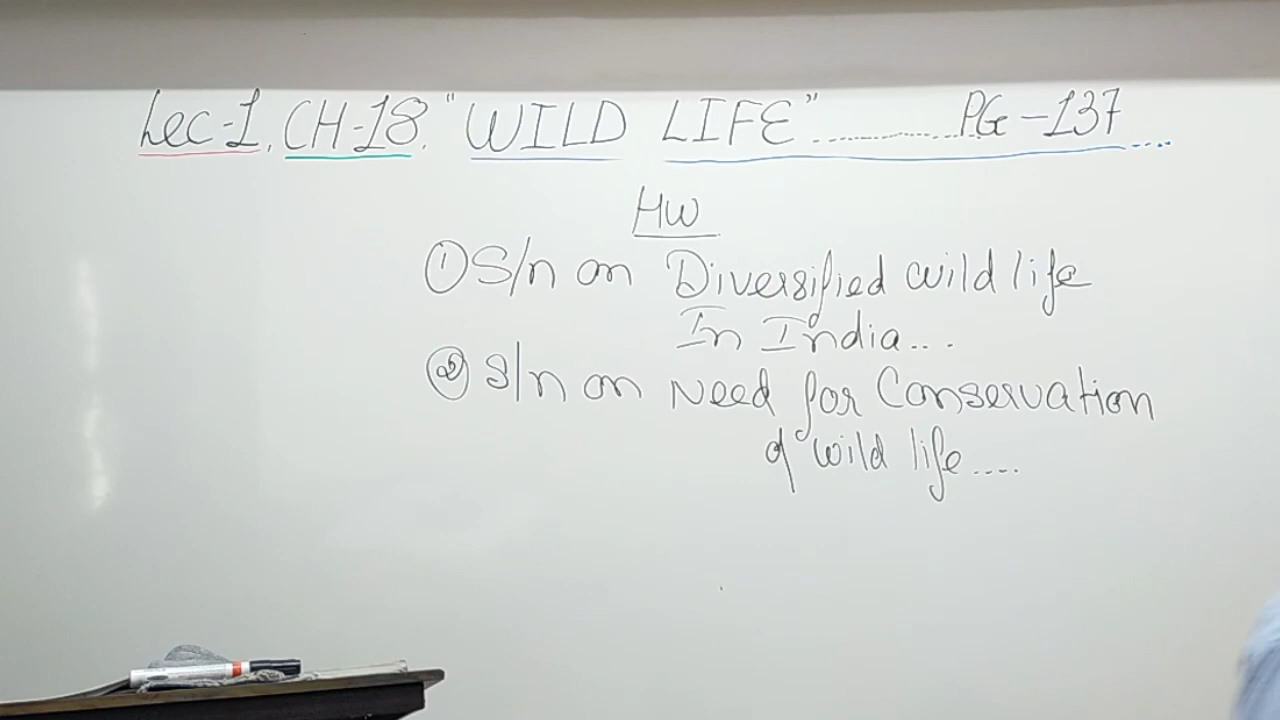 Lec-1, CH-18. "WILD LIFE".............PG-137....
HW
① S/n on Diversified wild life
In India...
② S/n on Need for Conservation
of wild life....